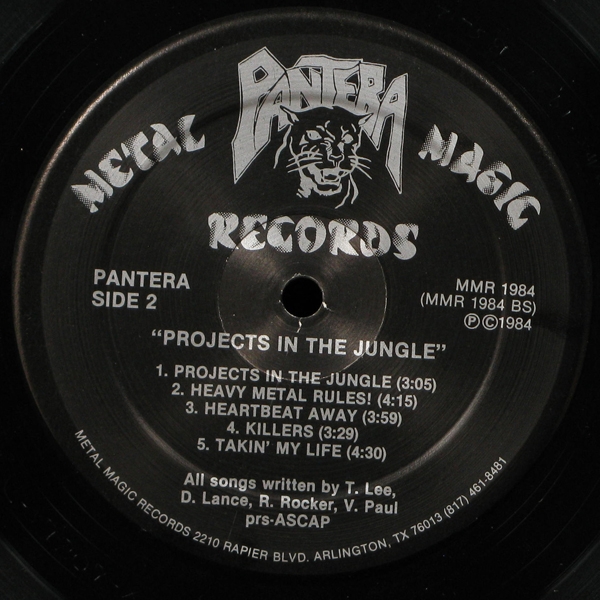 PANTERA
METAL MAGIC
RECORDS
PANTERA
SIDE 2
MMR 1984
(MMR 1984 BS)
Ⓟ©1984
“PROJECTS IN THE JUNGLE”
1. PROJECTS IN THE JUNGLE (3:05)
2. HEAVY METAL RULES! (4:15)
3. HEARTBEAT AWAY (3:59)
4. KILLERS (3:29)
5. TAKIN’ MY LIFE (4:30)
All songs written by T. Lee,
D. Lance, R. Rocker, V. Paul
prs-ASCAP
METAL MAGIC RECORDS 2210 RAPIER BLVD. ARLINGTON, TX 76013 (817) 461-8481